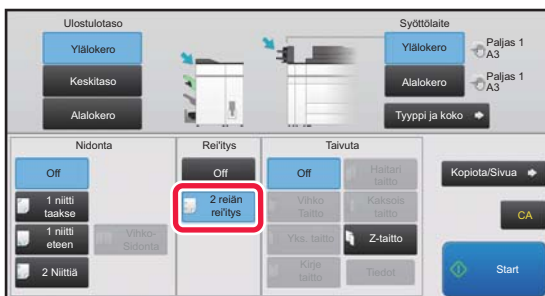 Ulostulotaso
Syöttölaite
Ylälokero
Keskitaso
Alalokero
Ylälokero
Paljas 1
A3
Alalokero
Paljas 1
A3
Tyyppi ja koko
Nidonta
Rei'itys
Taivuta
Off
1 niitti
taakse
1 niitti
eteen
2 Niittiä
Vihko-
Sidonta
Off
2 reiän
rei'itys
Off
Haitari
taitto
Vihko
Taitto
Kaksois
taitto
Yks. taitto
Z-taitto
Kirje
taitto
Tiedot
Kopiota/Sivua
CA
Start